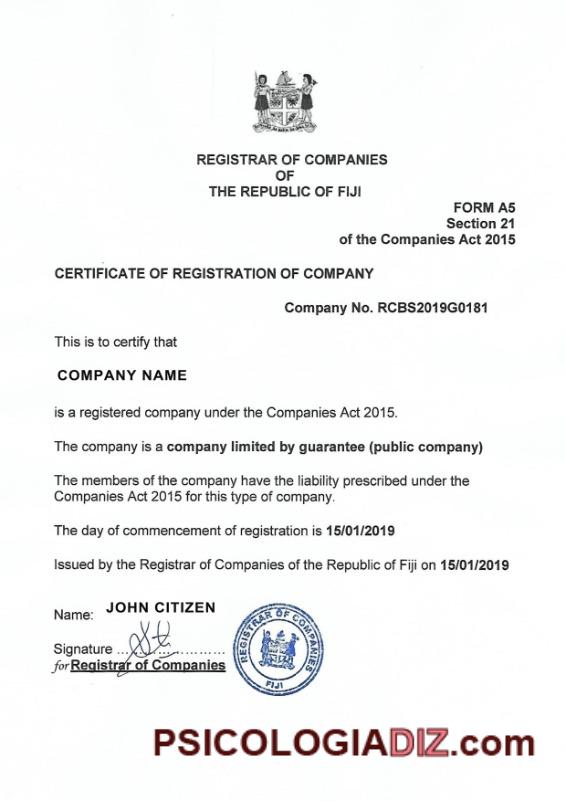 REGISTRAR OF COMPANIES
OF
THE REPUBLIC OF FIJI
FORM A5
Section 21
of the Companies Act 2015
CERTIFICATE OF REGISTRATION OF COMPANY
Company No. RCBS2019G0181
This is to certify that
COMPANY NAME
is a registered company under the Companies Act 2015.
The company is a company limited by guarantee (public company)
The members of the company have the liability prescribed under the
Companies Act 2015 for this type of company.
The day of commencement of registration is 15/01/2019
Issued by the Registrar of Companies of the Republic of Fiji on 15/01/2019
Name: JOHN CITIZEN
Signature ........................
for Registrar of Companies
REGISTRAR OF COMPANIES
FIJI
PSICOLOGIADIZ.com